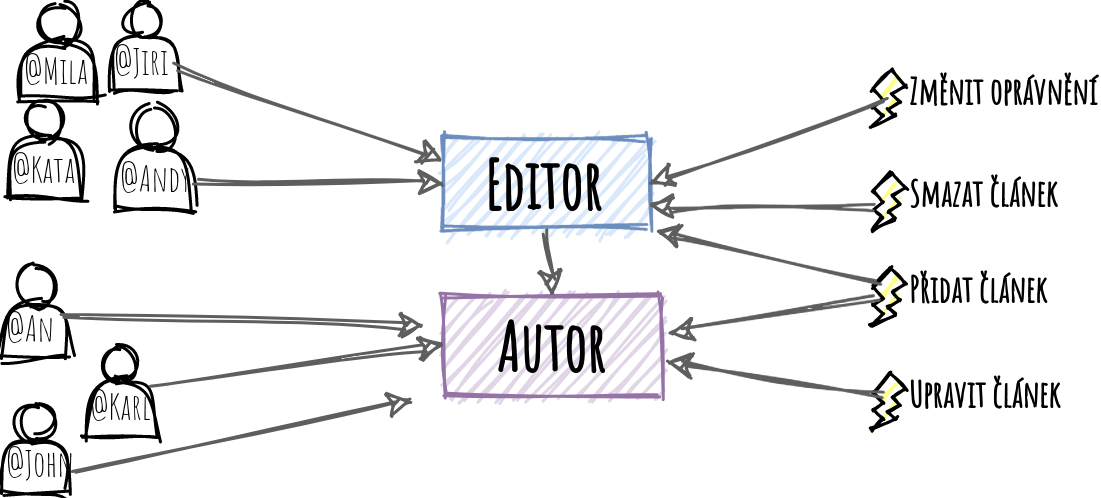 @Mila
@Jiri
@Kata
@Andy
Editor
@An
@Karl
@John
Autor
Změnit oprávnění
Smazat článek
Přidat článek
Upravit článek